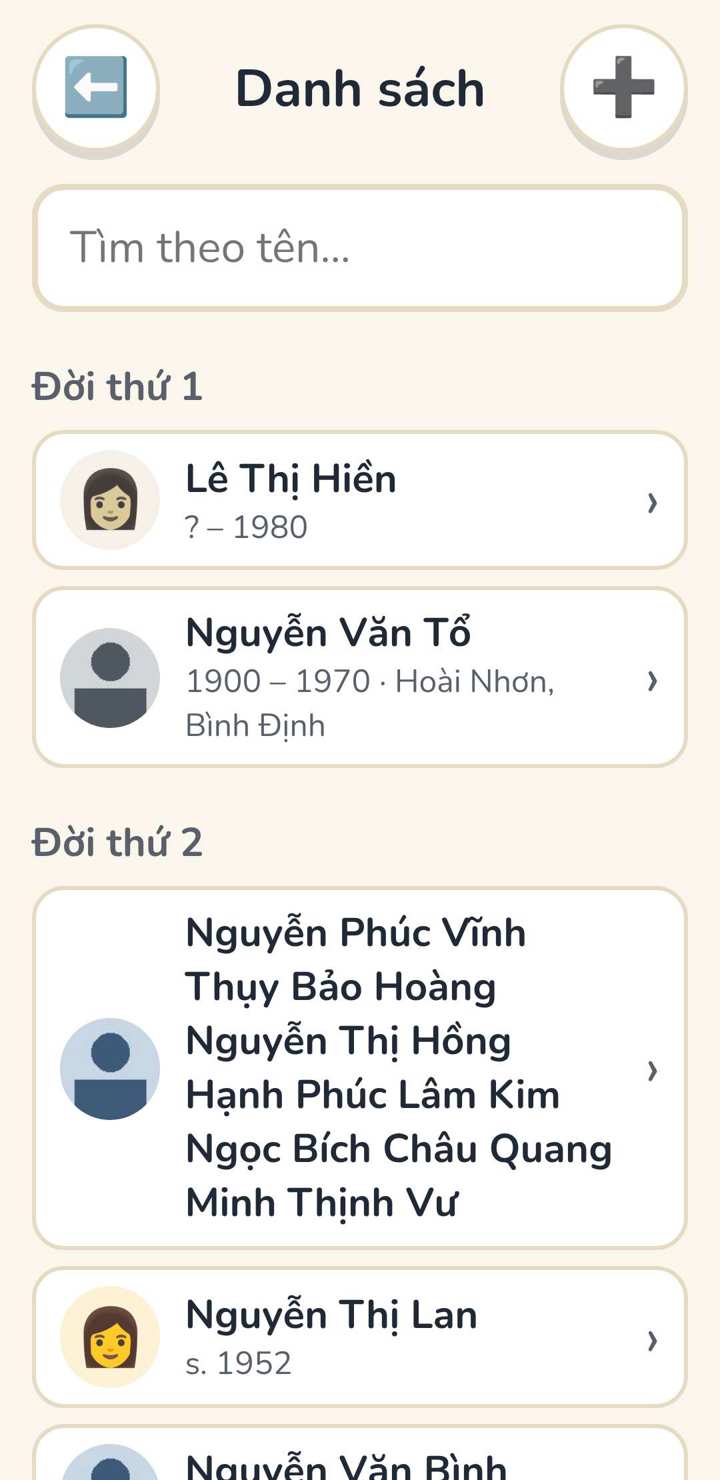 Danh sách
Tìm theo tên...
Đời thứ 1
Lê Thị Hiền
? – 1980
Nguyễn Văn Tổ
1900 – 1970 · Hoài Nhơn,
Bình Định
Đời thứ 2
Nguyễn Phúc Vĩnh
Thụy Bảo Hoàng
Nguyễn Thị Hồng
Hạnh Phúc Lâm Kim
Ngọc Bích Châu Quang
Minh Thịnh Vư
Nguyễn Thị Lan
s. 1952
Nguyễn Văn Bình